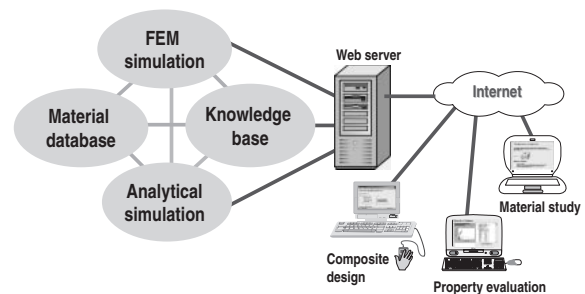 FEM
simulation
Web server
Material
database
Knowledge
base
Internet
Analytical
simulation
Material study
Composite
design
Property evaluation